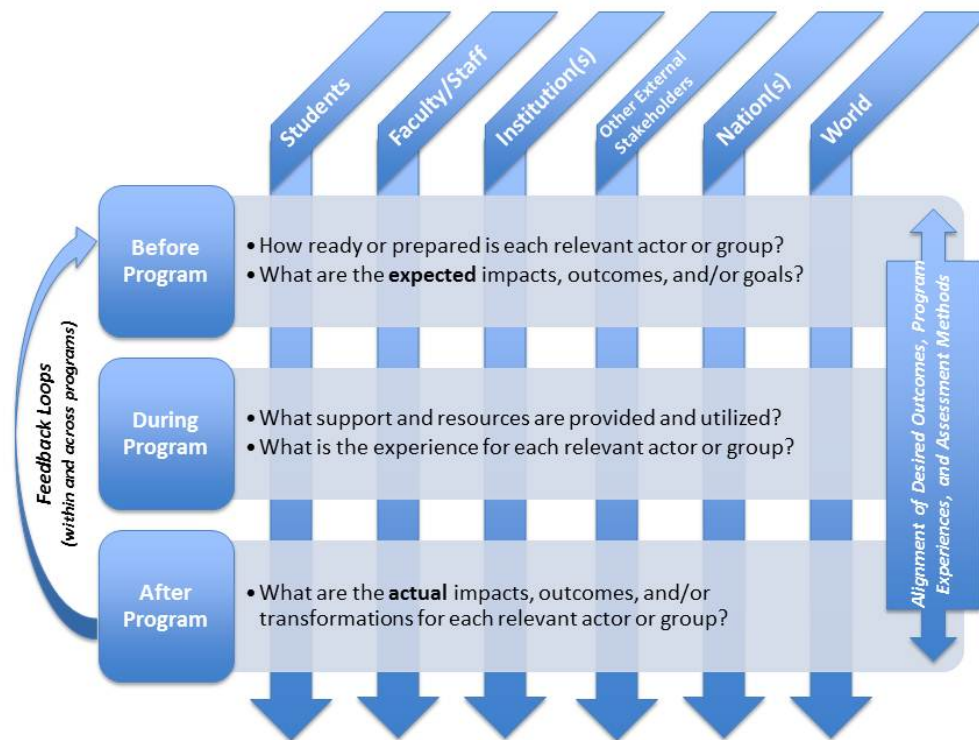 Students
Faculty/Staff
Institution(s)
Other External
Stakeholders
Nation(s)
World
Before
Program
• How ready or prepared is each relevant actor or group?
• What are the expected impacts, outcomes, and/or goals?
During
Program
• What support and resources are provided and utilized?
• What is the experience for each relevant actor or group?
After
Program
• What are the actual impacts, outcomes, and/or
transformations for each relevant actor or group?
Feedback Loops
(within and across programs)
Alignment of Desired Outcomes, Program
Experiences, and Assessment Methods